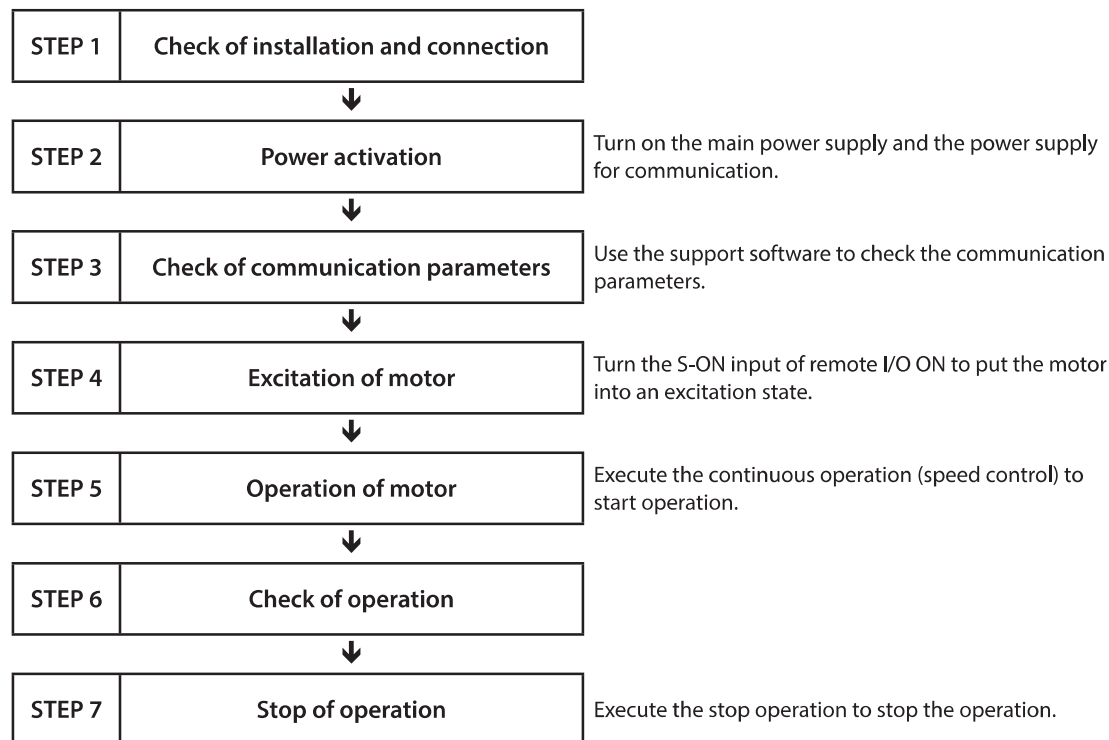 STEP 1 Check of installation and connection
STEP 2 Power activation
Turn on the main power supply and the power supply
for communication.
STEP 3 Check of communication parameters
Use the support software to check the communication
parameters.
STEP 4 Excitation of motor
Turn the S-ON input of remote I/O ON to put the motor
into an excitation state.
STEP 5 Operation of motor
Execute the continuous operation (speed control) to
start operation.
STEP 6 Check of operation
STEP 7 Stop of operation
Execute the stop operation to stop the operation.